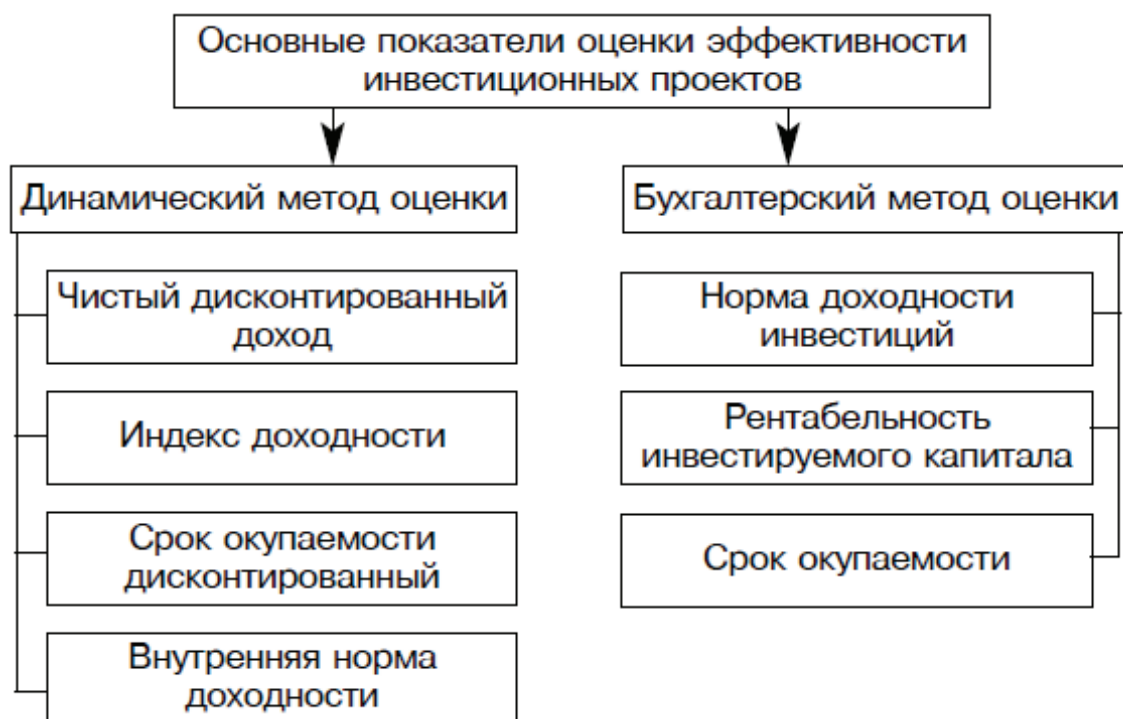 Основные показатели оценки эффективности
инвестиционных проектов
Динамический метод оценки
Чистый дисконтированный
доход
Индекс доходности
Срок окупаемости
дисконтированный
Внутренняя норма
доходности
Бухгалтерский метод оценки
Норма доходности
инвестиций
Рентабельность
инвестируемого капитала
Срок окупаемости